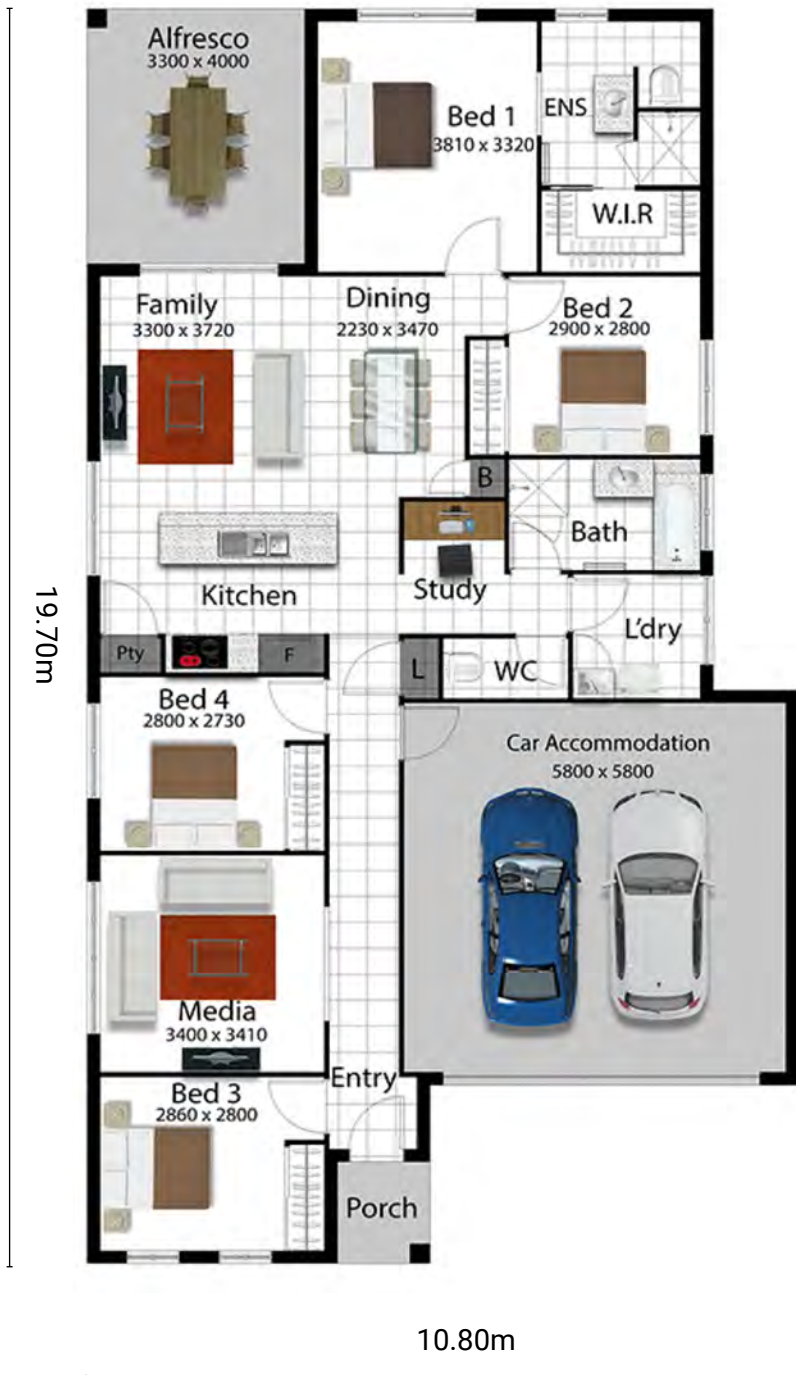 Alfresco
3300 x 4000
Bed 1
3810 x 3320
ENS
W.I.R
Family
3300 x 3720
Dining
2230 x 3470
Bed 2
2900 x 2800
B
Bath
Kitchen
Study
L'dry
Pty
F
L
WC
19.70m
Bed 4
2800 x 2730
Car Accommodation
5800 x 5800
Media
3400 x 3410
Entry
Bed 3
2860 x 2800
Porch
10.80m